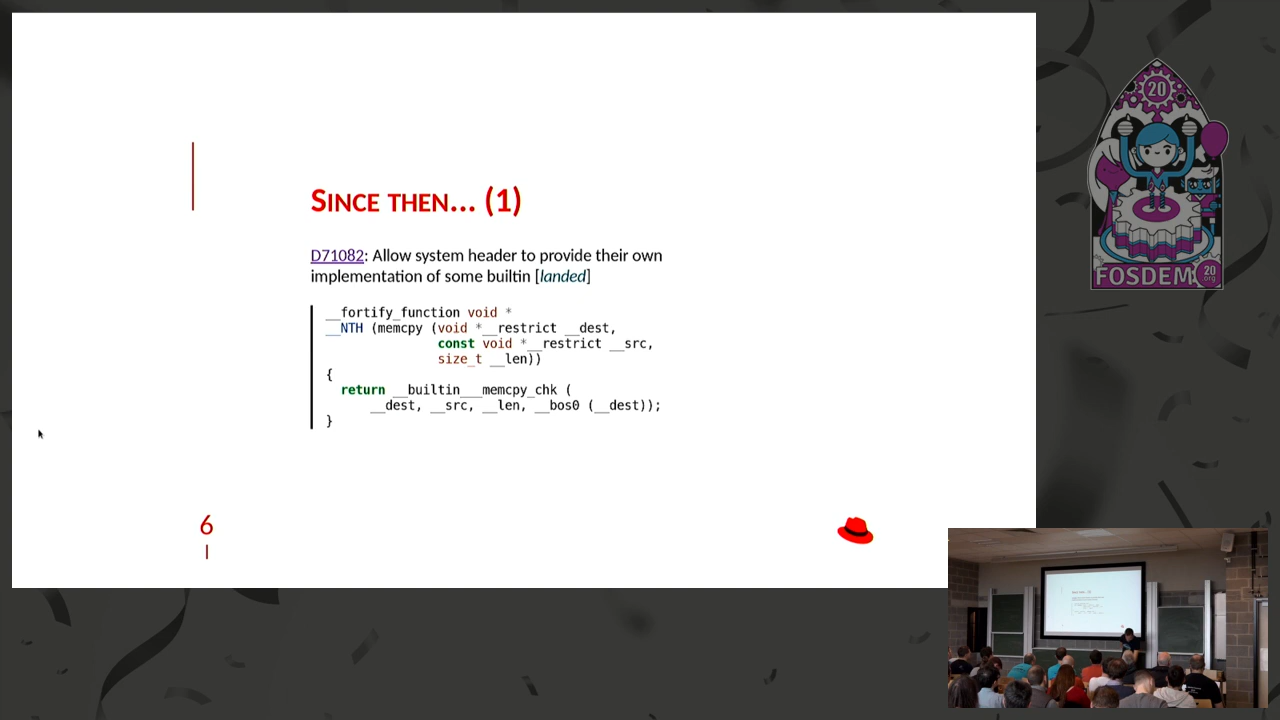 SINCE THEN... (1)
D71082: Allow system header to provide their own
implementation of some builtin [landed]
__fortify_function void *
__NTH (memcpy (void *__restrict __dest,
const void *__restrict __src,
size_t __len))
{
return __builtin___memcpy_chk (
__dest, __src, __len, __bos0 (__dest));
}
6
20
FOSDEM 20
.org